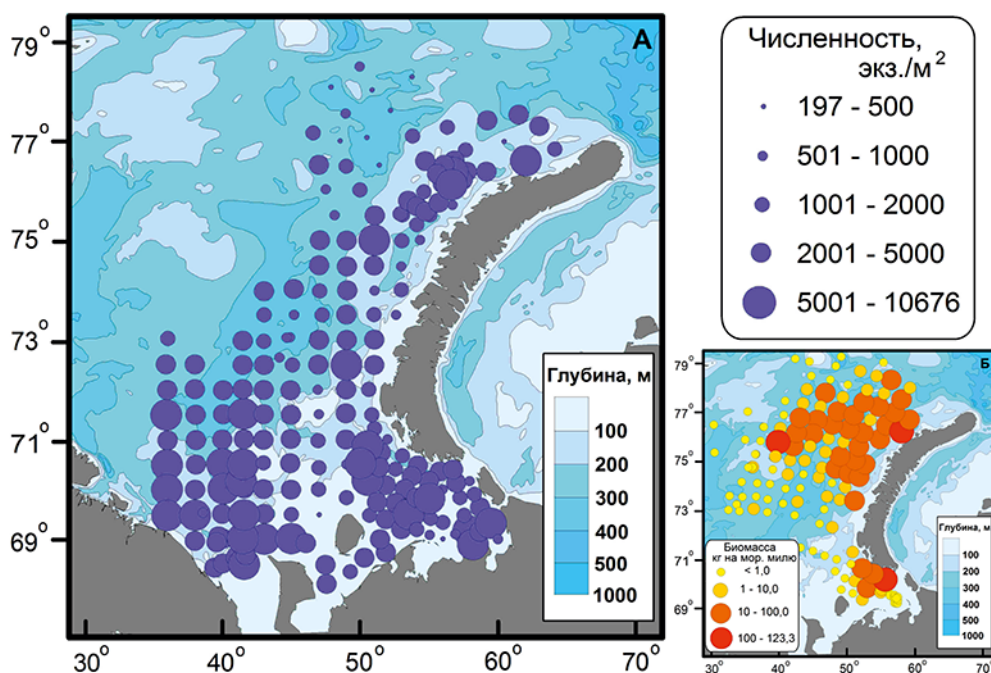 А
79°
77°
75°
73°
71°
69°
30°
40°
50°
60°
70°
Глубина, м
100
200
300
400
500
1000
Численность,
экз./м²
197 - 500
501 - 1000
1001 - 2000
2001 - 5000
5001 - 10676
Б
79°
77°
75°
73°
71°
69°
30°
40°
50°
60°
70°
Биомасса
кг на мор. милю
< 1,0
1 - 10,0
10 - 100,0
100 - 123,3
Глубина, м
100
200
300
400
500
1000